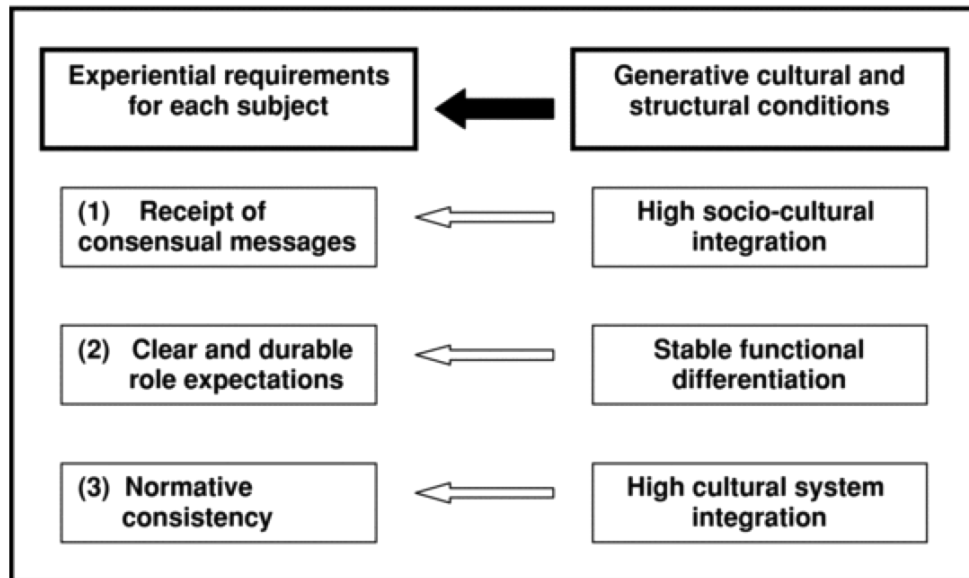 Experiential requirements
for each subject
Generative cultural and
structural conditions
(1) Receipt of
consensual messages
High socio-cultural
integration
(2) Clear and durable
role expectations
Stable functional
differentiation
(3) Normative
consistency
High cultural system
integration